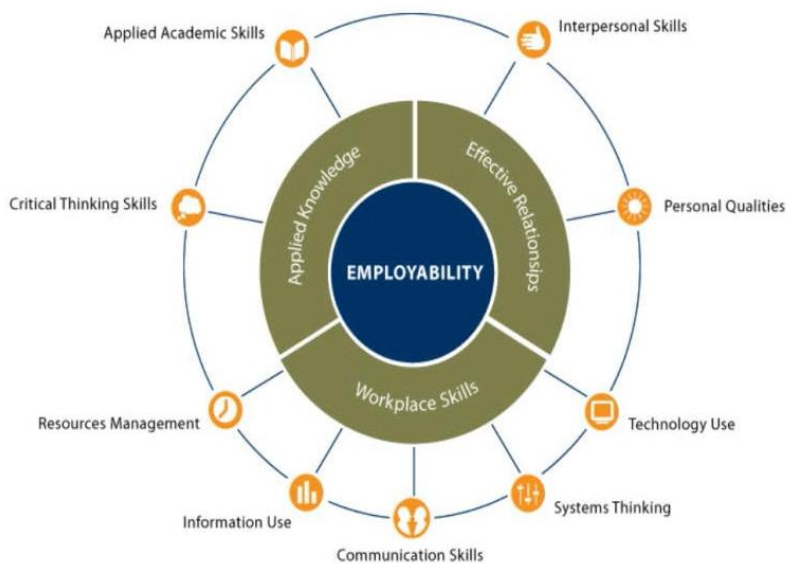 Applied Academic Skills
Interpersonal Skills
Applied Knowledge
Effective Relationsips
Critical Thinking Skills
Personal Qualities
EMPLOYABILITY
Workplace Skills
Resources Management
Technology Use
Information Use
Systems Thinking
Communication Skills